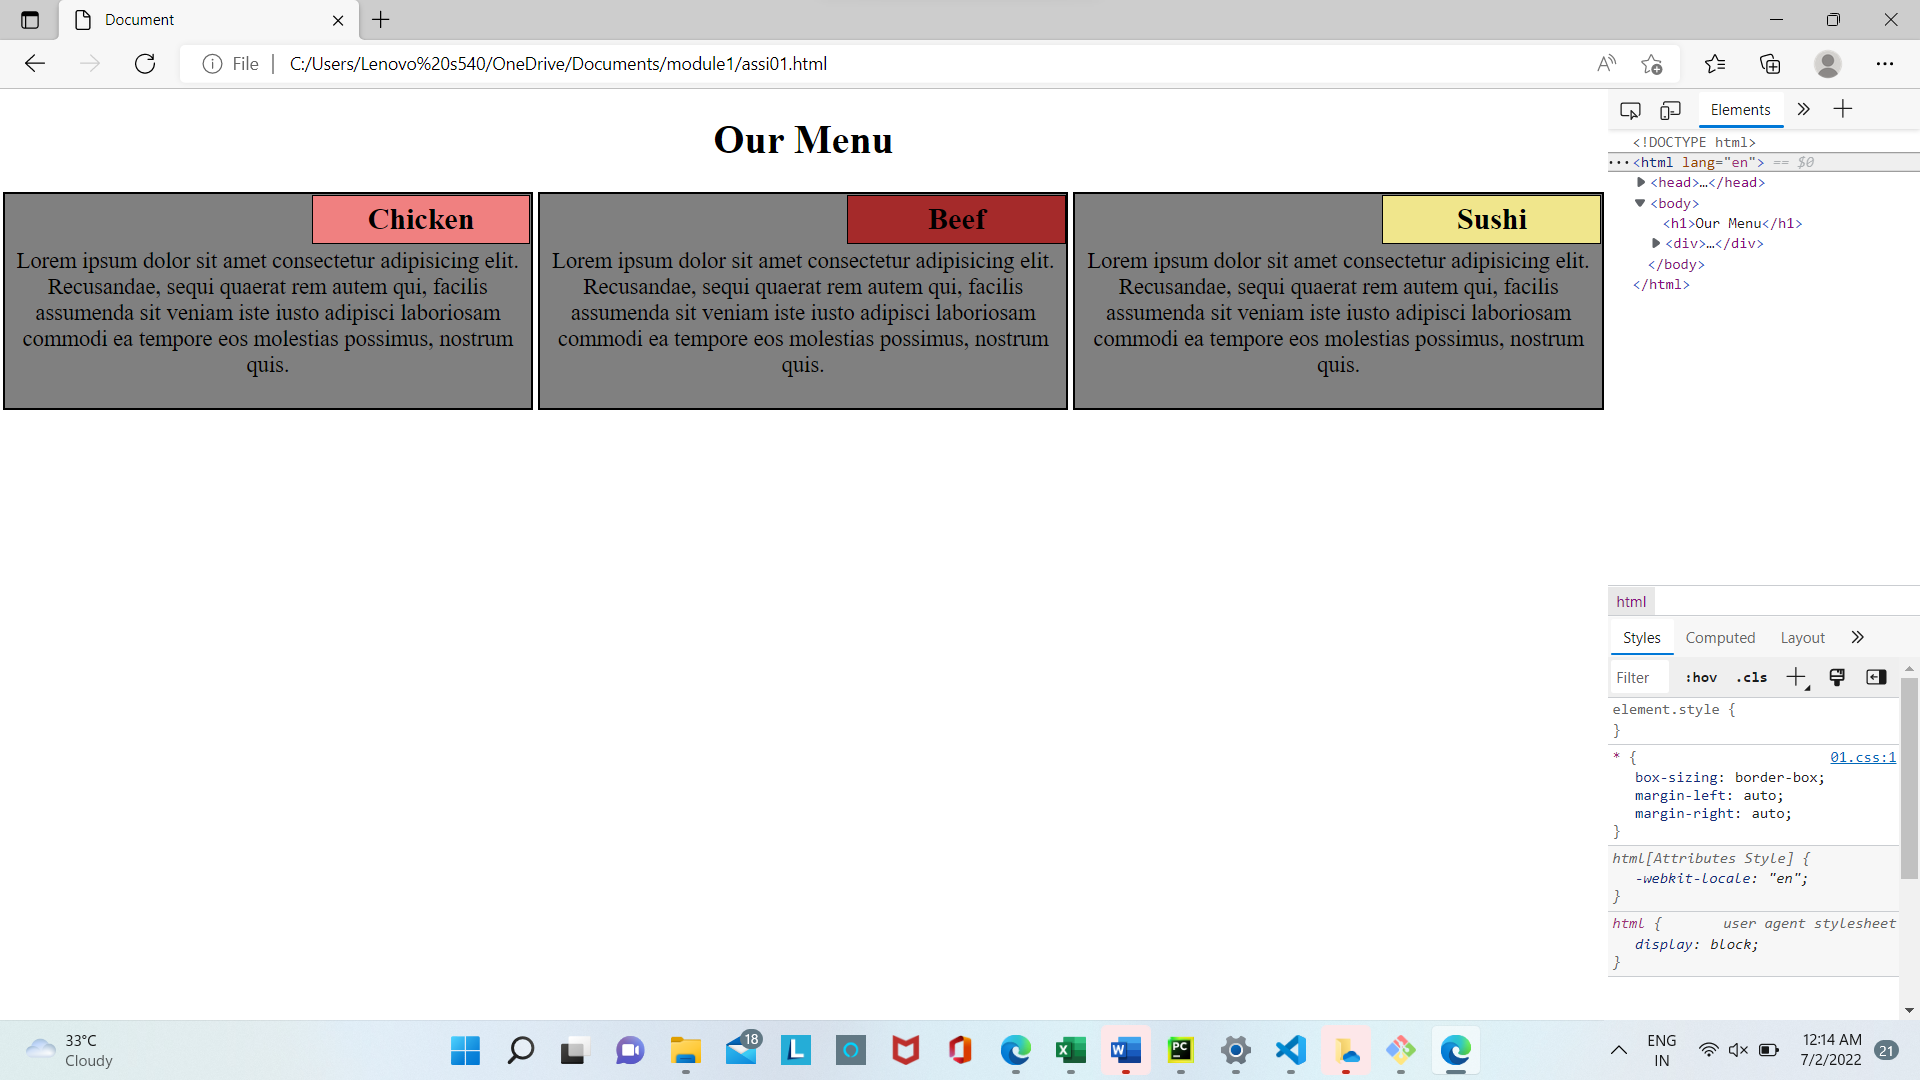 Document
File
C:/Users/Lenovo%20s540/OneDrive/Documents/module1/assi01.html
Our Menu
Chicken
Lorem ipsum dolor sit amet consectetur adipisicing elit.
Recusandae, sequi quaerat rem autem qui, facilis
assumenda sit veniam iste iusto adipisci laboriosam
commodi ea tempore eos molestias possimus, nostrum
quis.
Beef
Lorem ipsum dolor sit amet consectetur adipisicing elit.
Recusandae, sequi quaerat rem autem qui, facilis
assumenda sit veniam iste iusto adipisci laboriosam
commodi ea tempore eos molestias possimus, nostrum
quis.
Sushi
Lorem ipsum dolor sit amet consectetur adipisicing elit.
Recusandae, sequi quaerat rem autem qui, facilis
assumenda sit veniam iste iusto adipisci laboriosam
commodi ea tempore eos molestias possimus, nostrum
quis.
Elements
<!DOCTYPE html>
<html lang="en"> == $0
<head>…</head>
<body>
<h1>Our Menu</h1>
<div>…</div>
</body>
</html>
html
Styles Computed Layout
Filter :hov .cls
element.style {
}
* { 01.css:1
box-sizing: border-box;
margin-left: auto;
margin-right: auto;
}
html[Attributes Style] {
-webkit-locale: "en";
}
html { user agent stylesheet
display: block;
}
33°C
Cloudy
18
L
X
W
PC
ENG
IN
12:14 AM
7/2/2022
21